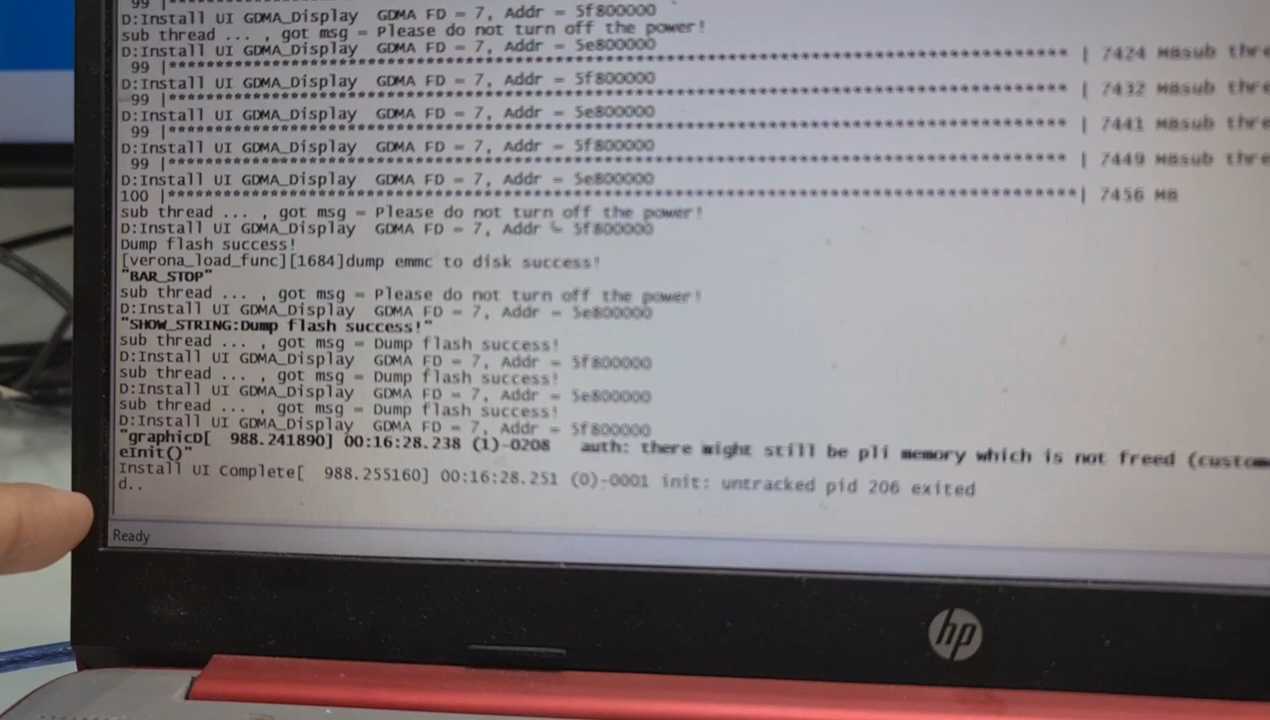 99 |****
D:Install UI GDMA_Display  GDMA FD = 7, Addr = 5f800000
sub thread ... , got msg = Please do not turn off the power!
D:Install UI GDMA_Display  GDMA FD = 7, Addr = 5e800000
99 |************************************************************************************************** | 7424 MBsub thre
D:Install UI GDMA_Display  GDMA FD = 7, Addr = 5f800000
99 |************************************************************************************************** | 7432 MBsub thre
D:Install UI GDMA_Display  GDMA FD = 7, Addr = 5e800000
99 |************************************************************************************************** | 7441 MBsub thre
D:Install UI GDMA_Display  GDMA FD = 7, Addr = 5f800000
99 |************************************************************************************************** | 7449 MBsub thre
D:Install UI GDMA_Display  GDMA FD = 7, Addr = 5e800000
100 |***************************************************************************************************| 7456 MB
sub thread ... , got msg = Please do not turn off the power!
D:Install UI GDMA_Display  GDMA FD = 7, Addr = 5f800000
Dump flash success!
[verona_load_func][1684]dump emmc to disk success!
"BAR_STOP"
sub thread ... , got msg = Please do not turn off the power!
D:Install UI GDMA_Display  GDMA FD = 7, Addr = 5e800000
"SHOW_STRING:Dump flash success!"
sub thread ... , got msg = Dump flash success!
D:Install UI GDMA_Display  GDMA FD = 7, Addr = 5f800000
sub thread ... , got msg = Dump flash success!
D:Install UI GDMA_Display  GDMA FD = 7, Addr = 5e800000
sub thread ... , got msg = Dump flash success!
D:Install UI GDMA_Display  GDMA FD = 7, Addr = 5f800000
"graphicD[  988.241890] 00:16:28.238 (1)-0208   auth: there might still be pli memory which is not freed (custom
eInit()"
Install UI Complete[  988.255160] 00:16:28.251 (0)-0001 init: untracked pid 206 exited
d..
Ready
hp